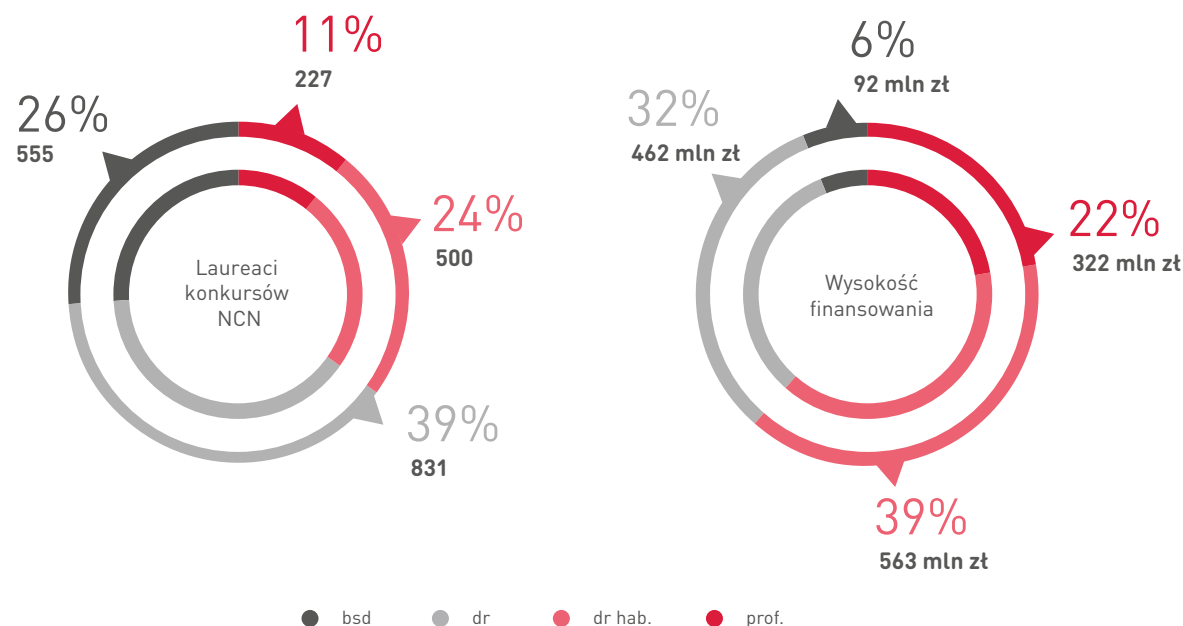 11%
227
26%
555
24%
500
Laureaci
konkursów
NCN
39%
831
6%
92 mln zł
32%
462 mln zł
22%
322 mln zł
Wysokość
finansowania
39%
563 mln zł
bsd dr dr hab. prof.